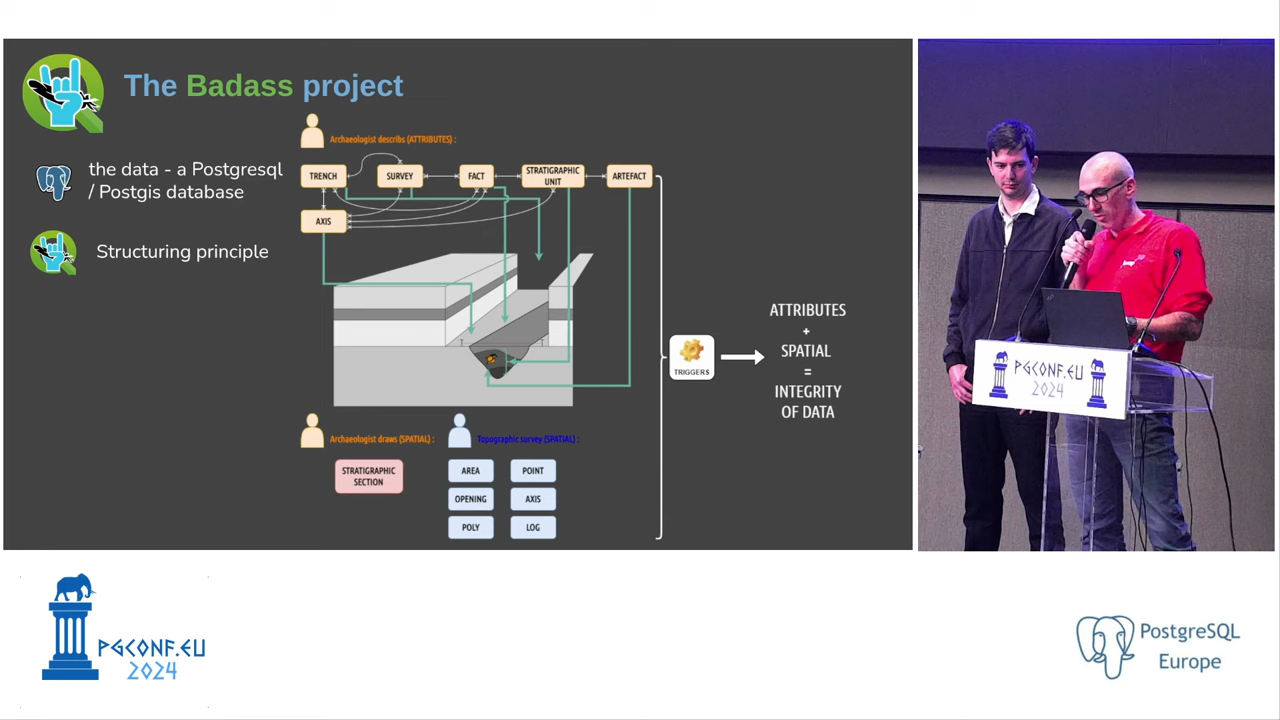 The Badass project
the data - a Postgresql
/ Postgis database
Structuring principle
Archaeologist describs (ATTRIBUTES) :
TRENCH
SURVEY
FACT
STRATIGRAPHIC
UNIT
ARTEFACT
AXIS
TRIGGERS
ATTRIBUTES
+
SPATIAL
=
INTEGRITY
OF DATA
Archaeologist draws (SPATIAL) :
Topographic survey (SPATIAL) :
STRATIGRAPHIC
SECTION
AREA
POINT
OPENING
AXIS
POLY
LOG
PGCONF.EU
2024
PGCONF.EU
2024
PostgreSQL
Europe